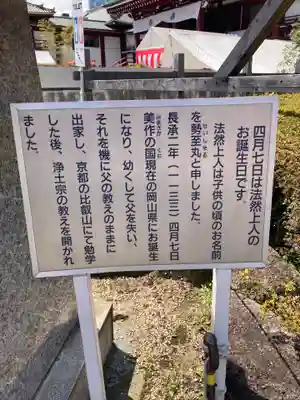 四月七日は法然上人の
お誕生日です。
法然上人は子供の頃のお名前
を勢至丸と申しました。
長承二年（一一三三）四月七日
美作の国現在の岡山県にお誕生
になり、幼くして父を失い、
それを機に父の教えのままに
出家し、京都の比叡山にて勉学
した後、浄土宗の教えを開かれ
ました。